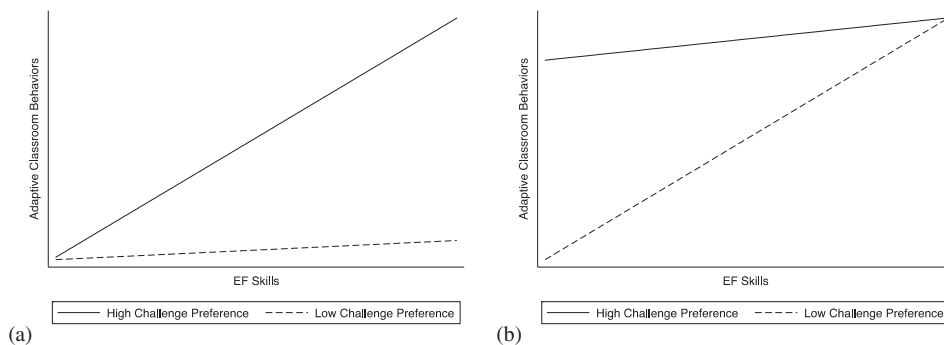 Adaptive Classroom Behaviors
EF Skills
High Challenge Preference Low Challenge Preference
(a)
Adaptive Classroom Behaviors
EF Skills
High Challenge Preference Low Challenge Preference
(b)